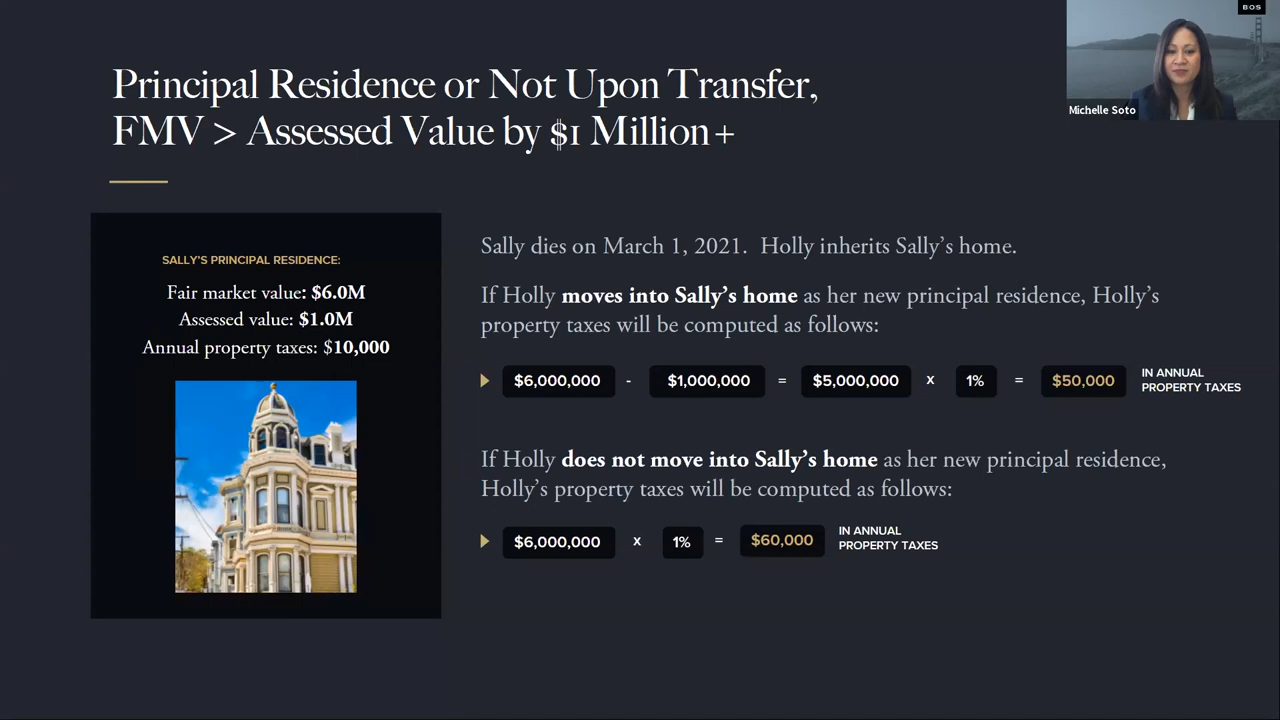 BOS
Michelle Soto
Principal Residence or Not Upon Transfer,
FMV > Assessed Value by $1 Million+
SALLY'S PRINCIPAL RESIDENCE:
Fair market value: $6.0M
Assessed value: $1.0M
Annual property taxes: $10,000
Sally dies on March 1, 2021. Holly inherits Sally's home.
If Holly moves into Sally's home as her new principal residence, Holly's
property taxes will be computed as follows:
$6,000,000 - $1,000,000 = $5,000,000 x 1% = $50,000 IN ANNUAL
PROPERTY TAXES
If Holly does not move into Sally's home as her new principal residence,
Holly's property taxes will be computed as follows:
$6,000,000 x 1% = $60,000 IN ANNUAL
PROPERTY TAXES